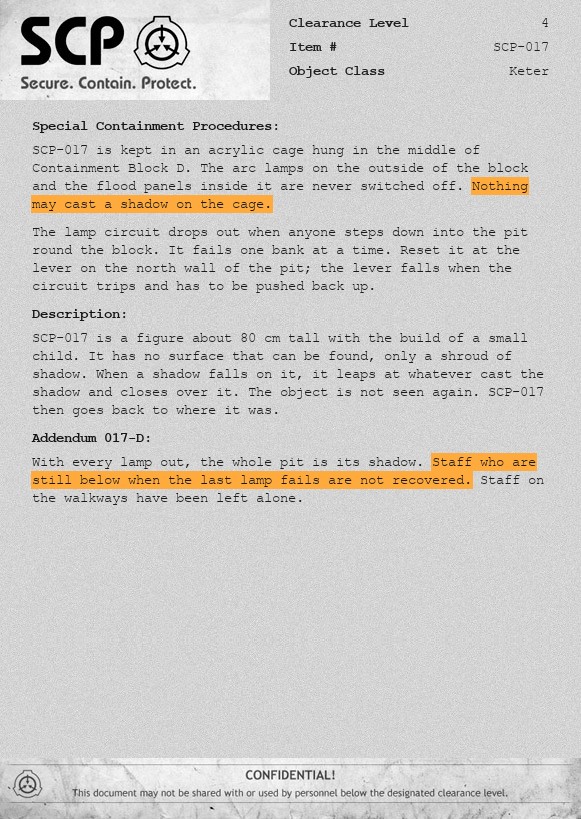 SCP
Secure. Contain. Protect.
Clearance Level 4
Item # SCP-017
Object Class Keter
Special Containment Procedures:
SCP-017 is kept in an acrylic cage hung in the middle of
Containment Block D. The arc lamps on the outside of the block
and the flood panels inside it are never switched off. Nothing
may cast a shadow on the cage.
The lamp circuit drops out when anyone steps down into the pit
round the block. It fails one bank at a time. Reset it at the
lever on the north wall of the pit; the lever falls when the
circuit trips and has to be pushed back up.
Description:
SCP-017 is a figure about 80 cm tall with the build of a small
child. It has no surface that can be found, only a shroud of
shadow. When a shadow falls on it, it leaps at whatever cast the
shadow and closes over it. The object is not seen again. SCP-017
then goes back to where it was.
Addendum 017-D:
With every lamp out, the whole pit is its shadow. Staff who are
still below when the last lamp fails are not recovered. Staff on
the walkways have been left alone.
CONFIDENTIAL!
This document may not be shared with or used by personnel below the designated clearance level.